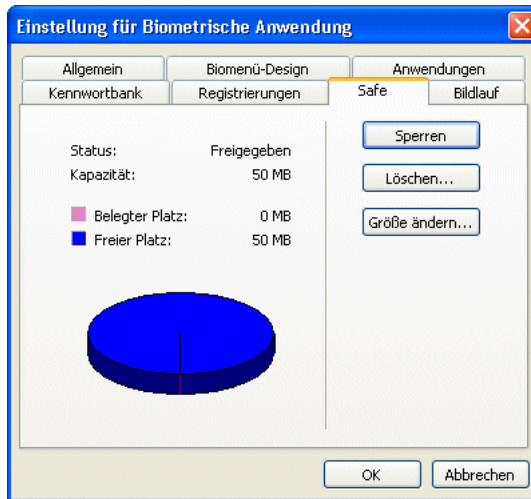 Einstellung für Biometrische Anwendung
Allgemein
Biomenü-Design
Anwendungen
Kennwortbank
Registrierungen
Safe
Bildlauf
Status: Freigegeben
Kapazität: 50 MB
Belegter Platz: 0 MB
Freier Platz: 50 MB
Sperren
Löschen...
Größe ändern...
OK
Abbrechen